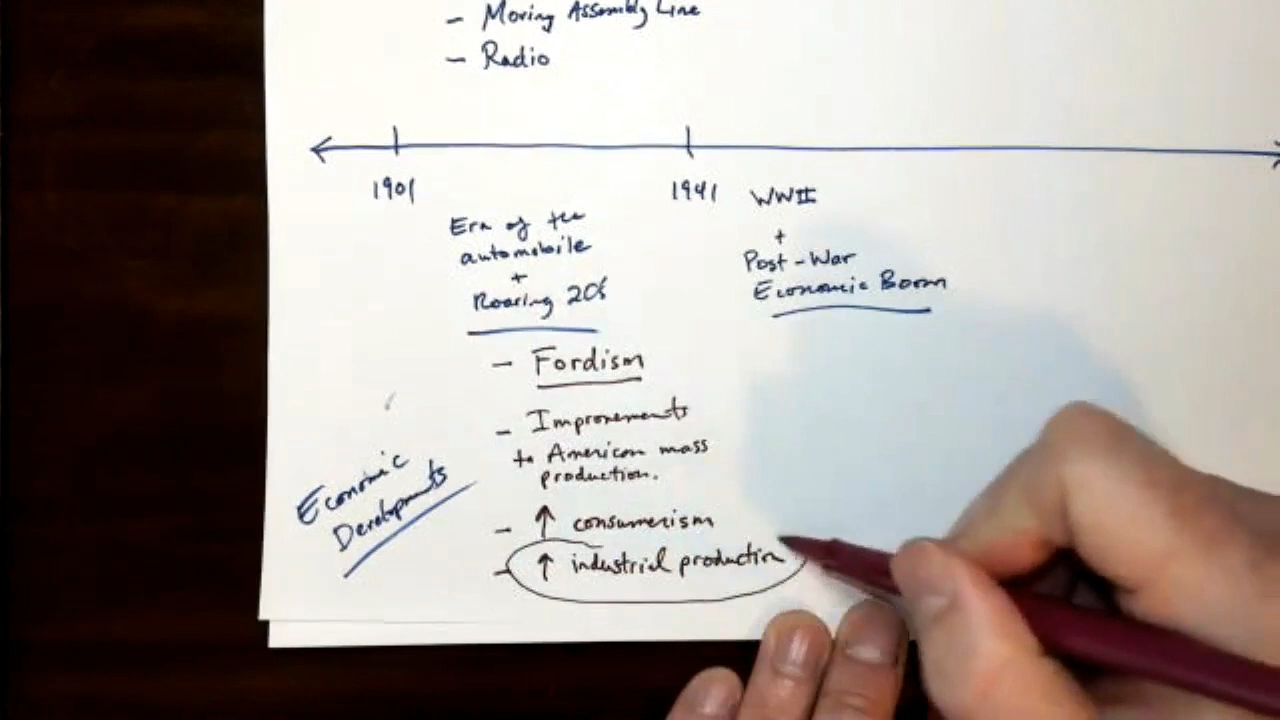 - Moving Assembly Line
- Radio
1901
1941
Era of the
automobile
+
Roaring 20s
WWII
+
Post-War
Economic Boom
- Fordism
- Improvements
to American mass
production.
- ↑ consumerism
- ↑ industrial production
Economic
Developments